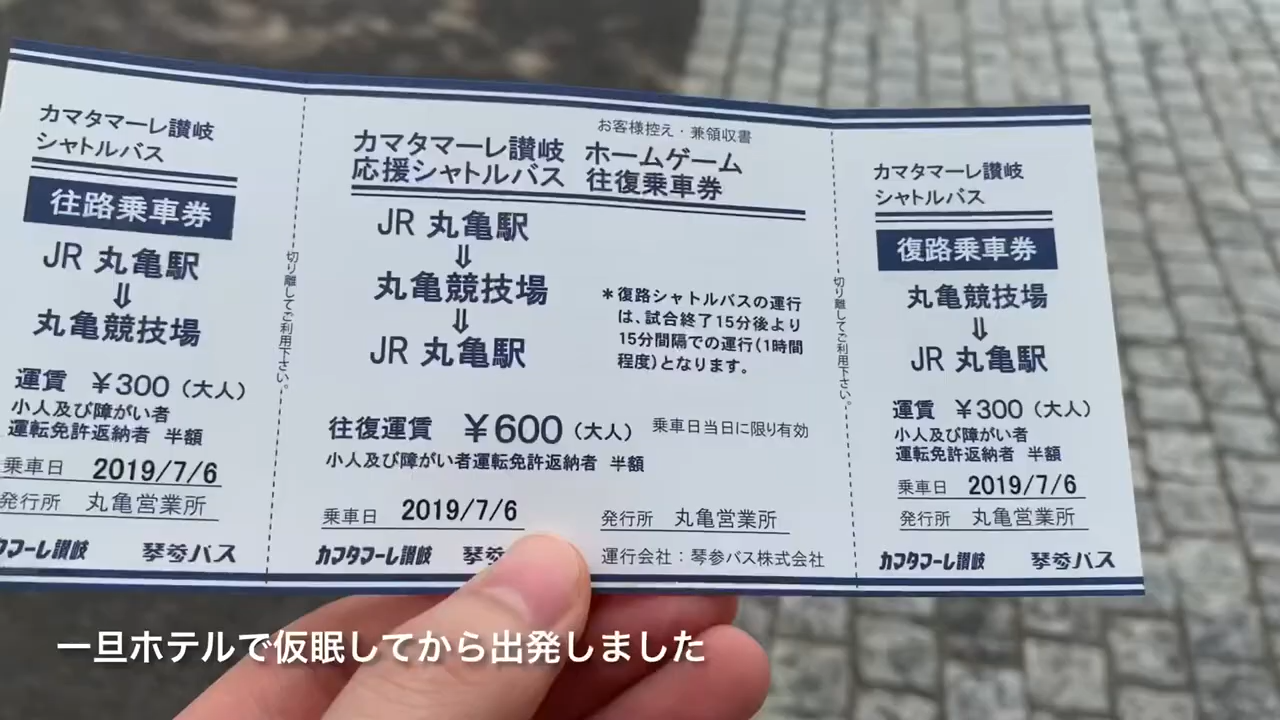 カマタマーレ讃岐
シャトルバス
往路乗車券
JR 丸亀駅
⇓
丸亀競技場
運賃 ¥300（大人）
小人及び障がい者
運転免許返納者 半額
乗車日 2019/7/6
発行所 丸亀営業所
カマタマーレ讃岐 琴参バス
切り離してご利用下さい。
お客様控え・兼領収書
カマタマーレ讃岐 ホームゲーム
応援シャトルバス 往復乗車券
JR 丸亀駅
⇓
丸亀競技場
⇓
JR 丸亀駅
＊復路シャトルバスの運行
は、試合終了15分後より
15分間隔での運行（1時間
程度）となります。
往復運賃 ¥600（大人） 乗車日当日に限り有効
小人及び障がい者運転免許返納者 半額
乗車日 2019/7/6 発行所 丸亀営業所
カマタマーレ讃岐 琴参 運行会社：琴参バス株式会社
切り離してご利用下さい。
カマタマーレ讃岐
シャトルバス
復路乗車券
丸亀競技場
⇓
JR 丸亀駅
運賃 ¥300（大人）
小人及び障がい者
運転免許返納者 半額
乗車日 2019/7/6
発行所 丸亀営業所
カマタマーレ讃岐 琴参バス
一旦ホテルで仮眠してから出発しました